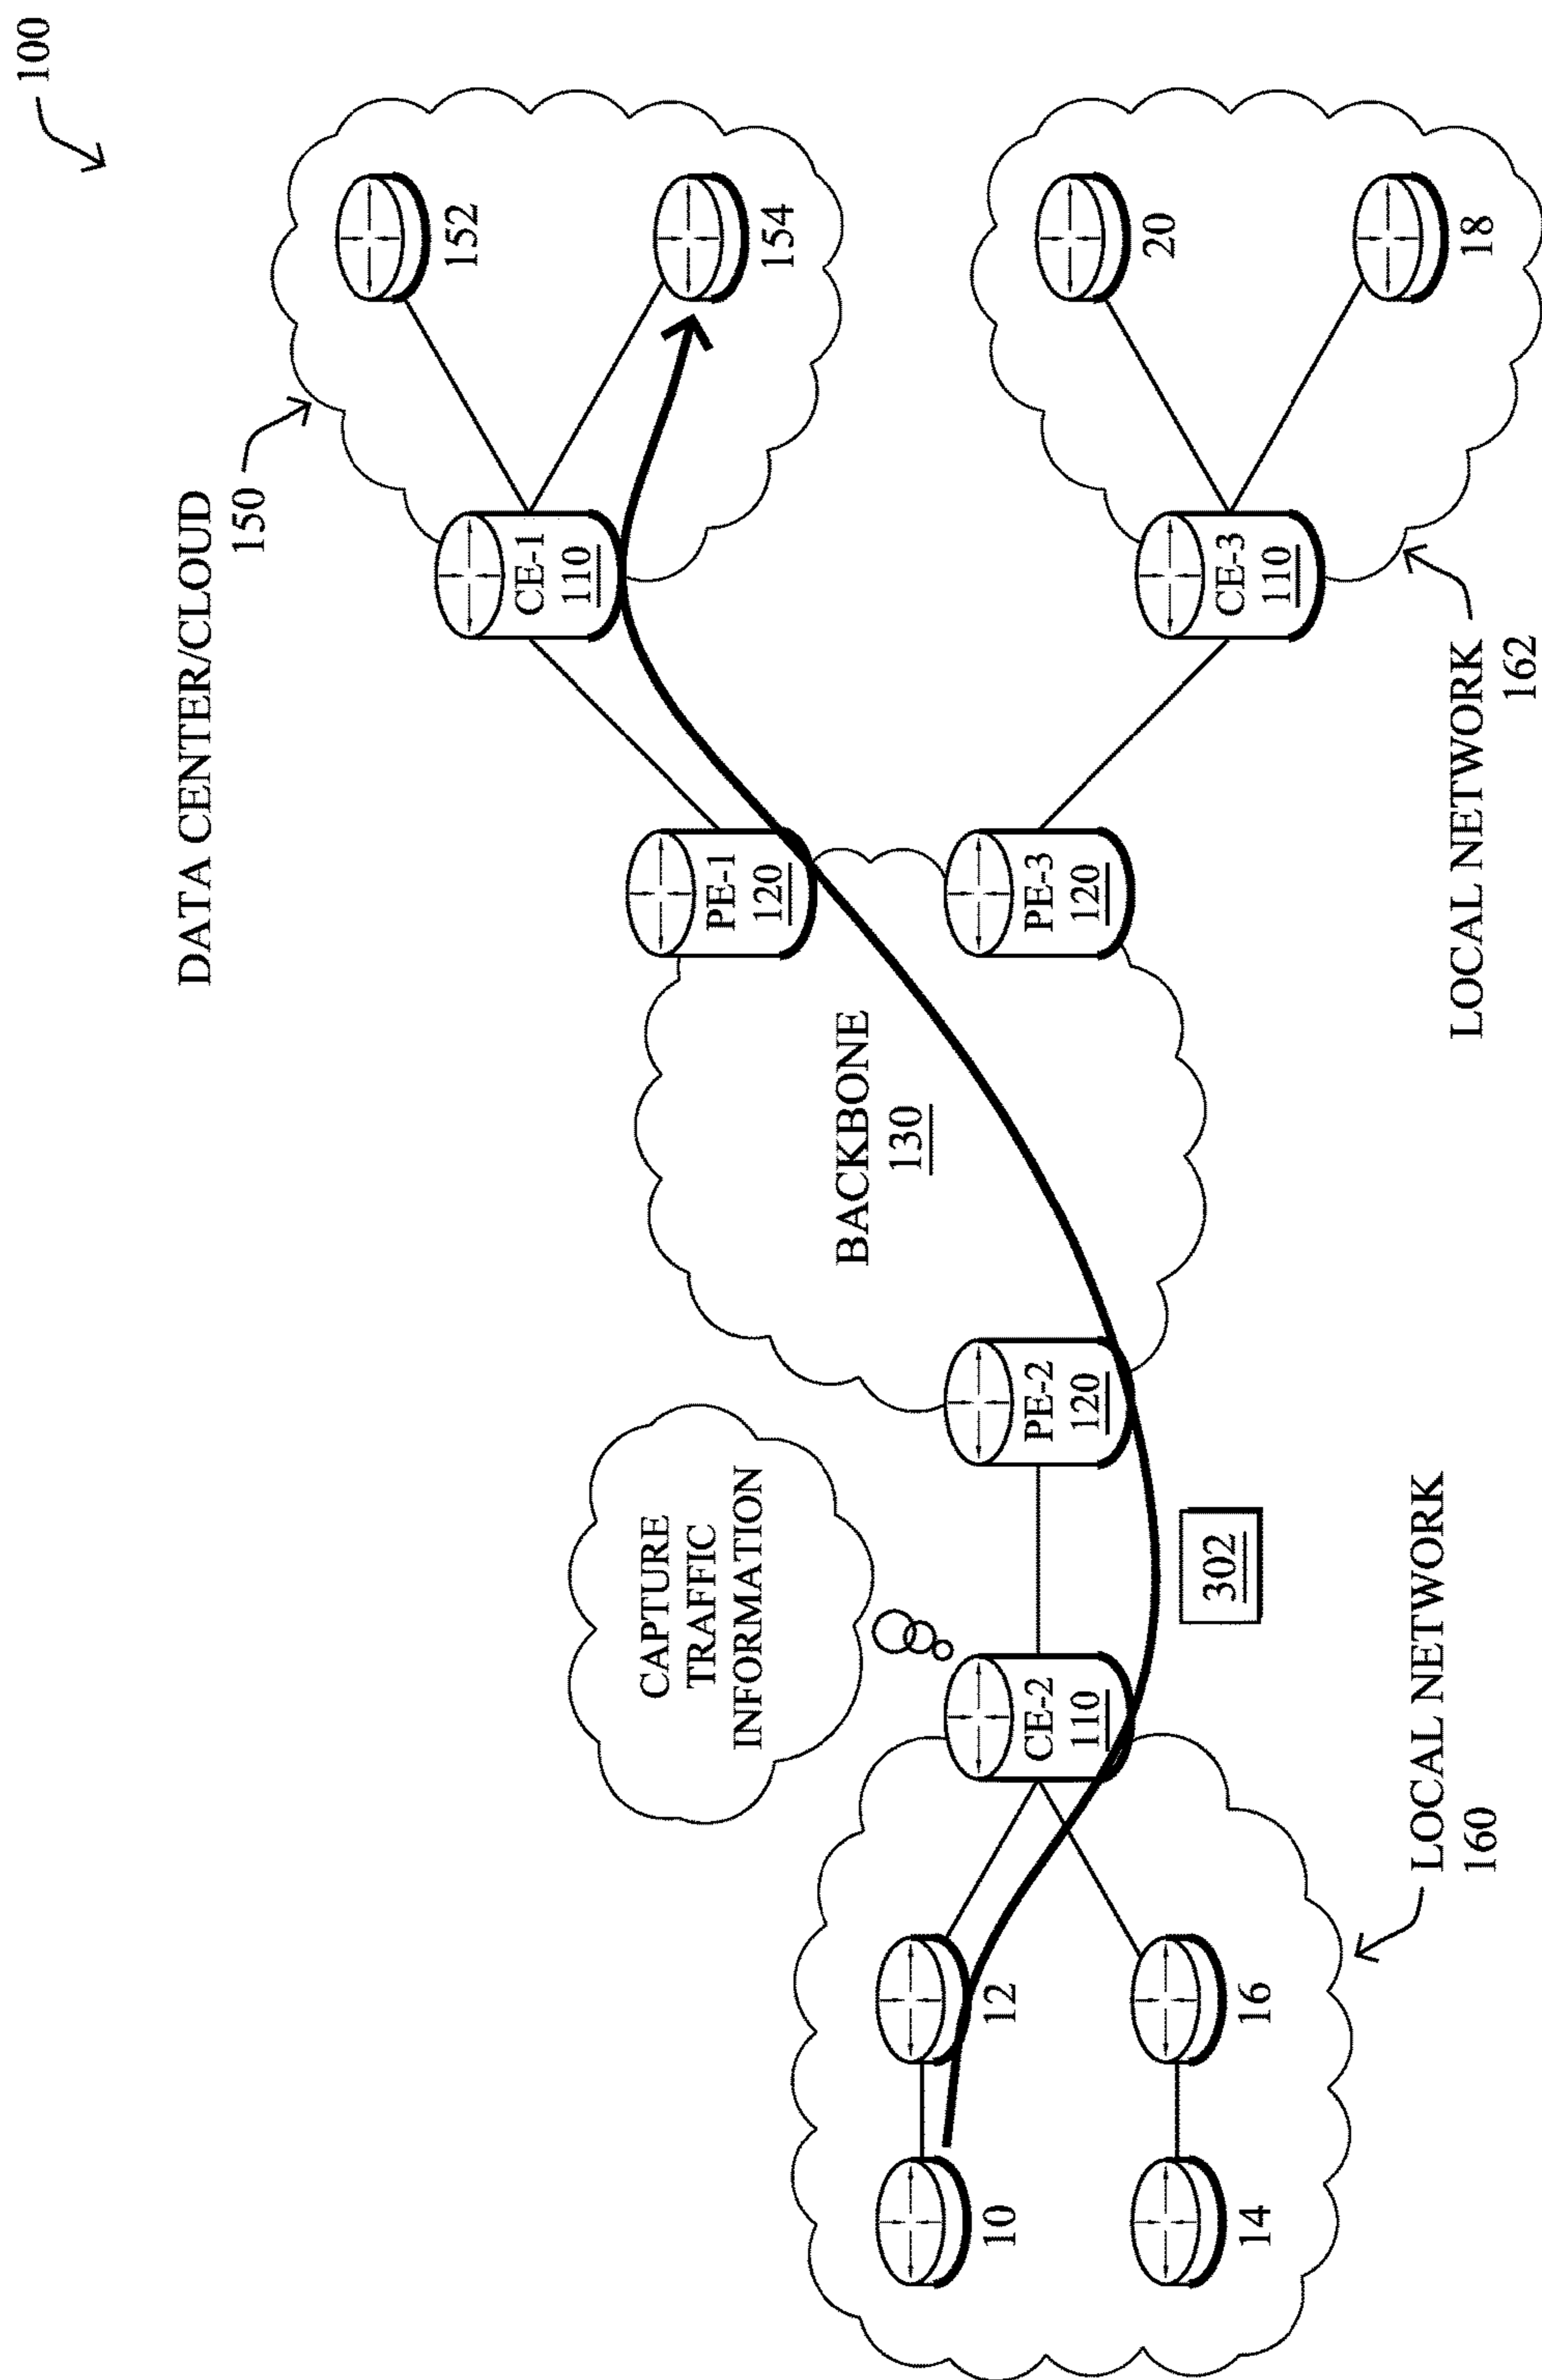 100
DATA CENTER/CLOUD
150
152
154
CE-1
110
PE-1
120
BACKBONE
130
CAPTURE
TRAFFIC
INFORMATION
PE-2
120
PE-3
120
CE-3
110
20
18
LOCAL NETWORK
162
302
CE-2
110
10
12
14
16
LOCAL NETWORK
160